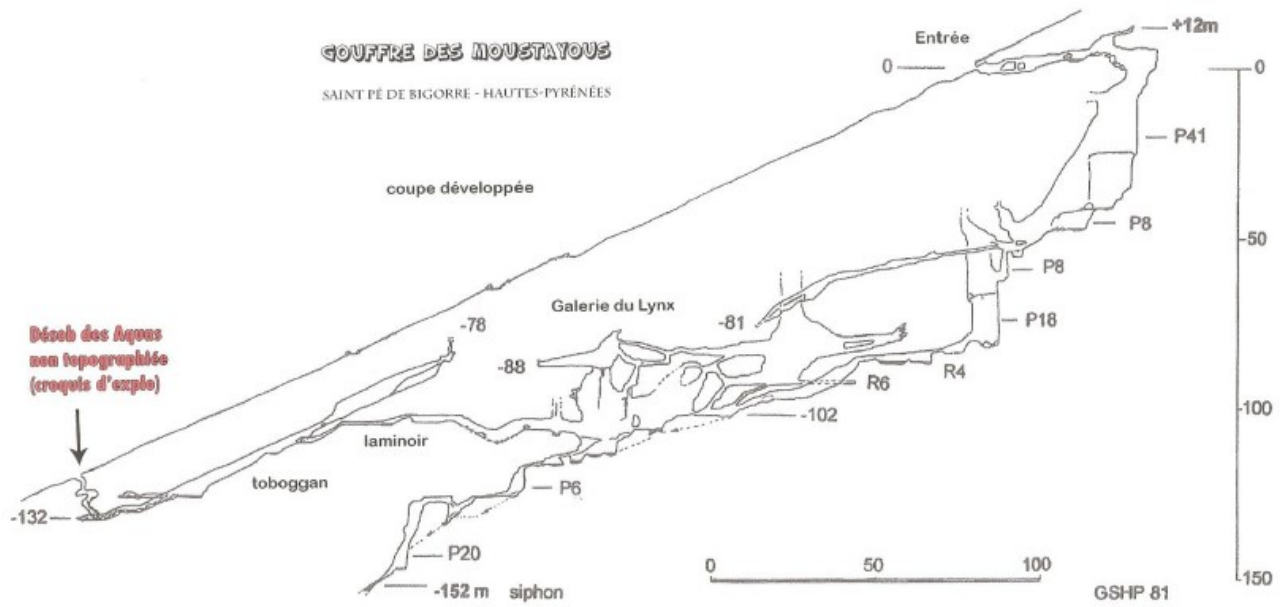 GOUFFRE DES MOUSTAYOUS
SAINT PÉ DE BIGORRE - HAUTES-PYRÉNÉES
coupe développée
Entrée
0
+12m
0
P41
P8
-50
P8
P18
Galerie du Lynx
-81
-78
-88
R4
R6
-102
-100
Désob des Aquas
non topographiée
(croquis d'explo)
laminoir
toboggan
P6
-132
P20
-152 m siphon
0 50 100
-150
GSHP 81